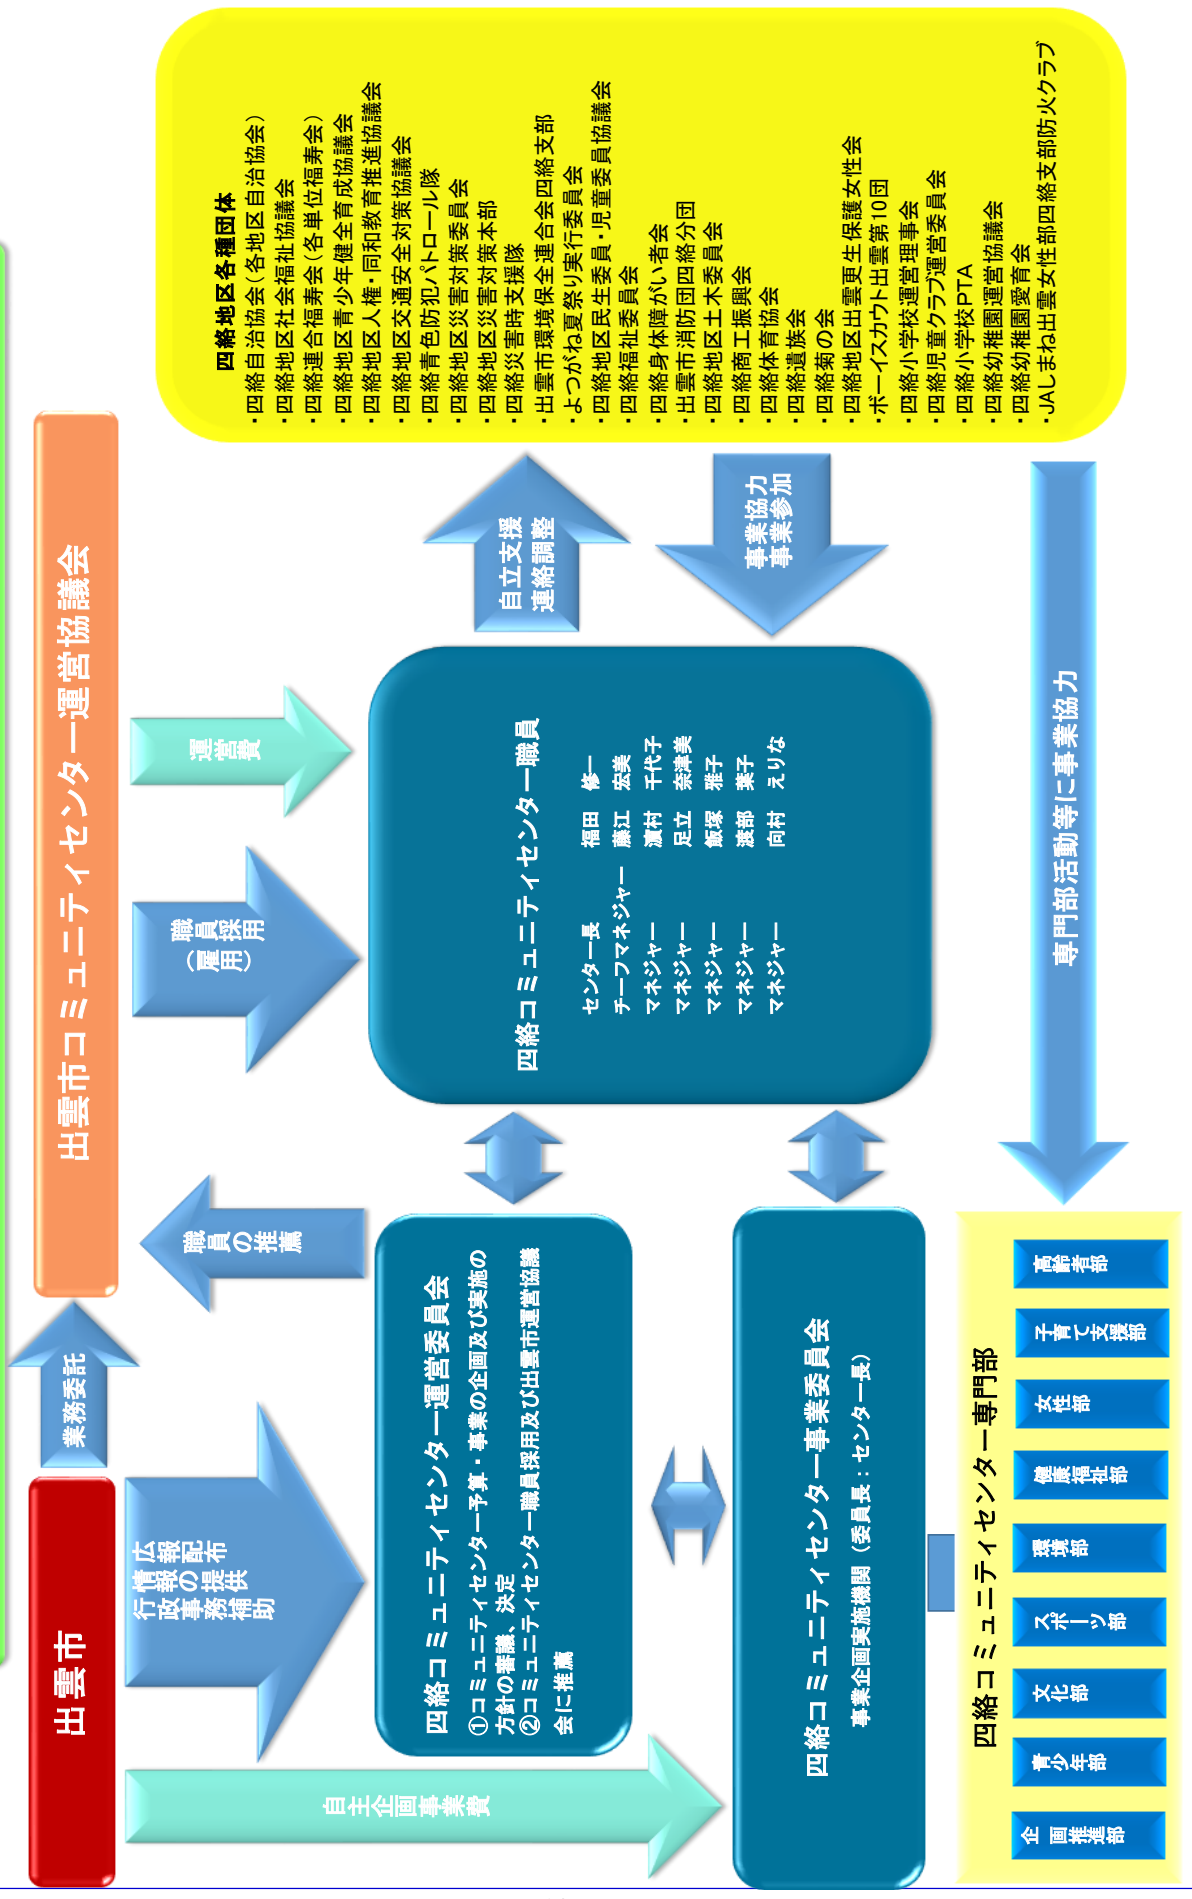 出雲市
業務委託
出雲市コミュニティセンター運営協議会
広報配布
情報の提供
行政事務補助
職員の推薦
職員採用
（雇用）
運営費
自主企画事業費
四絡コミュニティセンター運営委員会
①コミュニティセンター予算・事業の企画及び実施の
方針の審議、決定
②コミュニティセンター職員採用及び出雲市運営協議
会に推薦
四絡コミュニティセンター職員
センター長 福田 修一
チーフマネジャー 藤江 宏美
マネジャー 濵村 千代子
マネジャー 足立 奈津美
マネジャー 飯塚 雅子
マネジャー 渡部 葉子
マネジャー 向村 えりな
自立支援
連絡調整
事業協力
事業参加
四絡地区各種団体
・四絡自治協会（各地区自治協会）
・四絡地区社会福祉協議会
・四絡連合福寿会（各単位福寿会）
・四絡地区青少年健全育成協議会
・四絡地区人権・同和教育推進協議会
・四絡地区交通安全対策協議会
・四絡青色防犯パトロール隊
・四絡地区災害対策委員会
・四絡地区災害対策本部
・四絡災害時支援隊
・出雲市環境保全連合会四絡支部
・よつがね夏祭り実行委員会
・四絡地区民生委員・児童委員協議会
・四絡福祉委員会
・四絡身体障がい者会
・出雲市消防団四絡分団
・四絡地区土木委員会
・四絡商工振興会
・四絡体育協会
・四絡遺族会
・四絡菊の会
・四絡地区出雲更生保護女性会
・ボーイスカウト出雲第10団
・四絡小学校運営理事会
・四絡児童クラブ運営委員会
・四絡小学校PTA
・四絡幼稚園運営協議会
・四絡幼稚園愛育会
・JAしまね出雲女性部四絡支部防火クラブ
四絡コミュニティセンター事業委員会
事業企画実施機関（委員長：センター長）
専門部活動等に事業協力
四絡コミュニティセンター専門部
企 画推進部
青少年部
文化部
スポーツ部
環境部
健康福祉部
女性部
子育て支援部
高齢者部